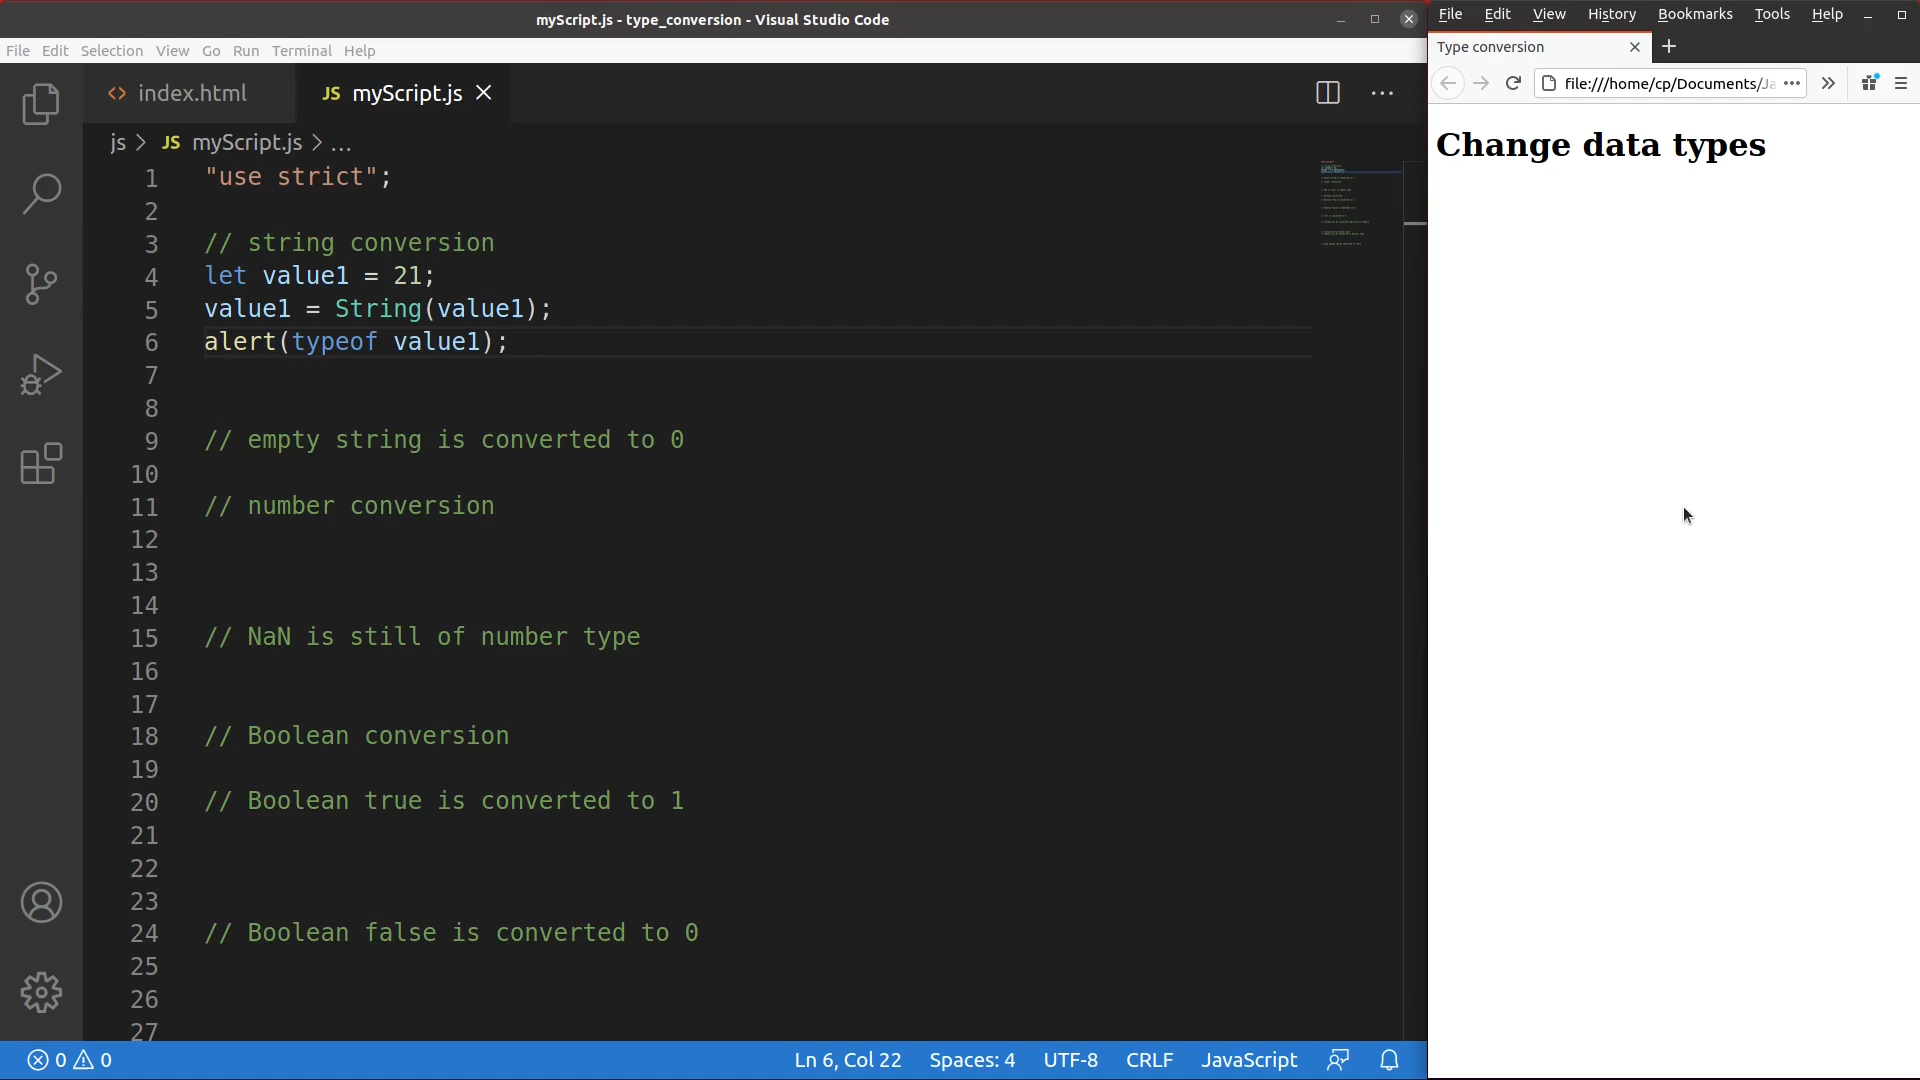 myScript.js - type_conversion - Visual Studio Code
File Edit Selection View Go Run Terminal Help
index.html
JS myScript.js
js > JS myScript.js > ...
1 "use strict";
2
3 // string conversion
4 let value1 = 21;
5 value1 = String(value1);
6 alert(typeof value1);
7
8
9 // empty string is converted to 0
10
11 // number conversion
12
13
14
15 // NaN is still of number type
16
17
18 // Boolean conversion
19
20 // Boolean true is converted to 1
21
22
23
24 // Boolean false is converted to 0
25
26
27
0 0 Ln 6, Col 22 Spaces: 4 UTF-8 CRLF JavaScript
File Edit View History Bookmarks Tools Help
Type conversion
file:///home/cp/Documents/Ja
Change data types